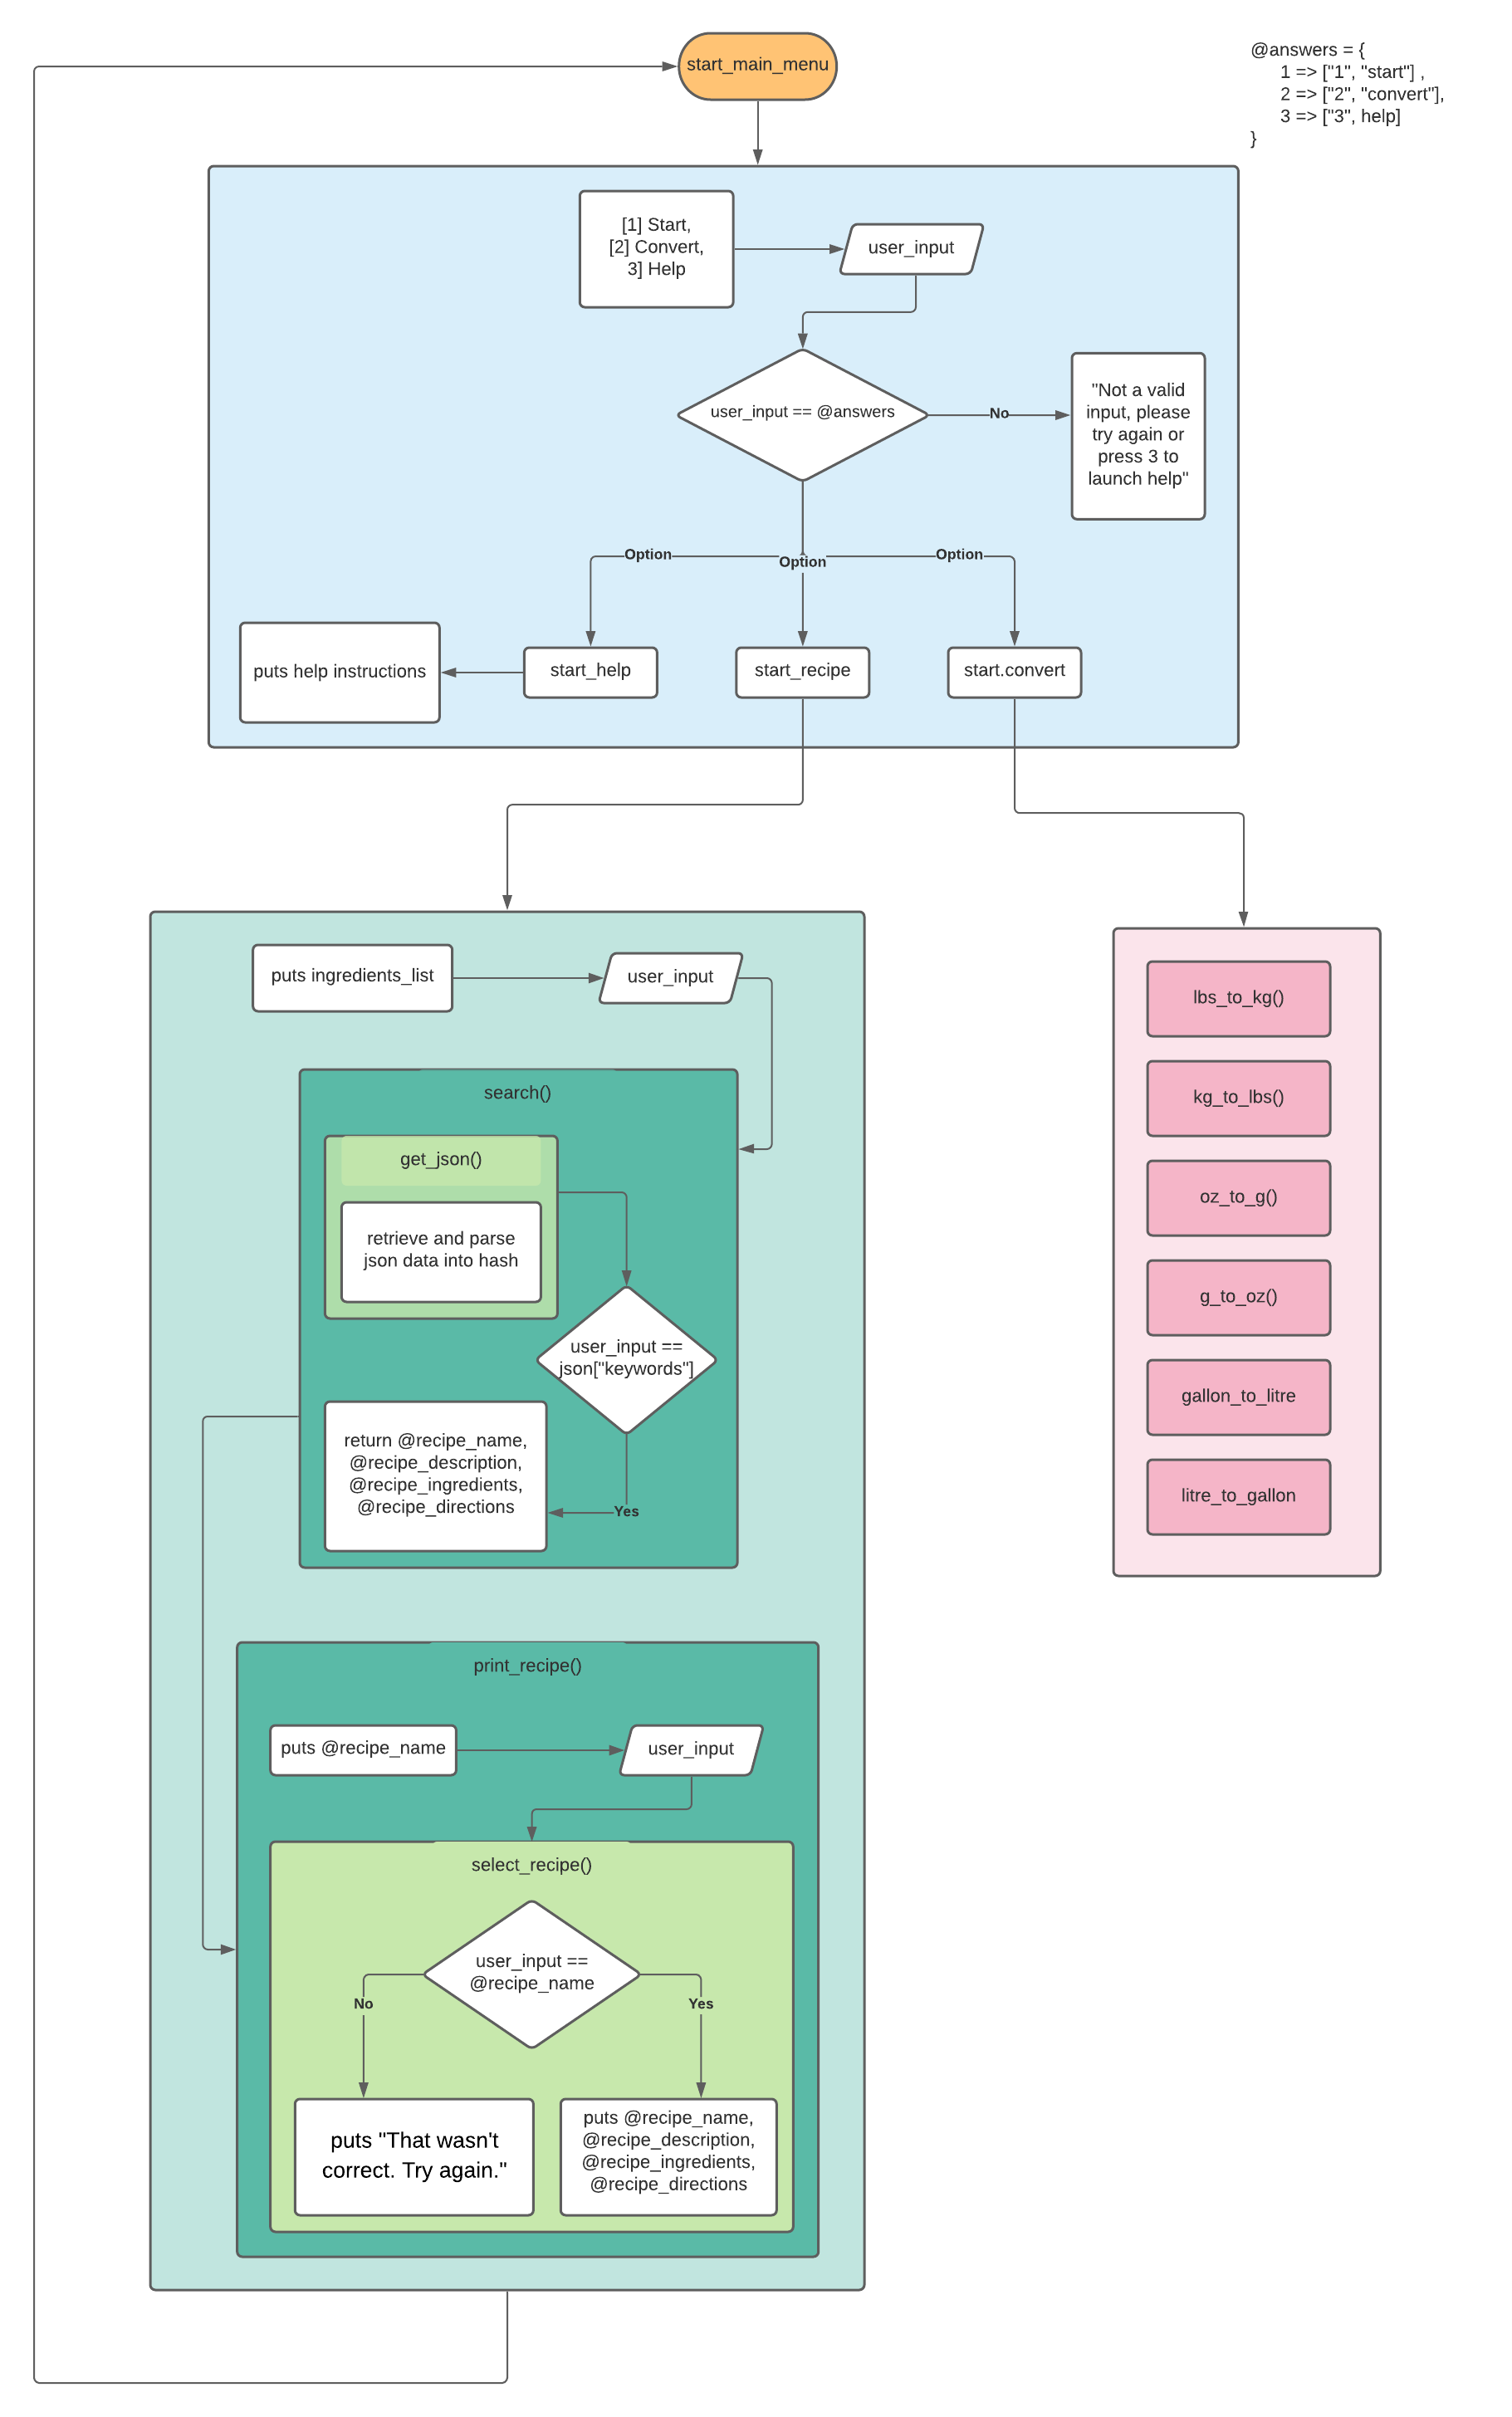 start_main_menu
@answers = {
1 => ["1", "start"] ,
2 => ["2", "convert"],
3 => ["3", help]
}
[1] Start,
[2] Convert,
3] Help
user_input
user_input == @answers
No
"Not a valid
input, please
try again or
press 3 to
launch help"
Option
Option
Option
puts help instructions
start_help
start_recipe
start.convert
puts ingredients_list
user_input
search()
get_json()
retrieve and parse
json data into hash
user_input ==
json["keywords"]
Yes
return @recipe_name,
@recipe_description,
@recipe_ingredients,
@recipe_directions
print_recipe()
puts @recipe_name
user_input
select_recipe()
user_input ==
@recipe_name
No
Yes
puts "That wasn't
correct. Try again."
puts @recipe_name,
@recipe_description,
@recipe_ingredients,
@recipe_directions
lbs_to_kg()
kg_to_lbs()
oz_to_g()
g_to_oz()
gallon_to_litre
litre_to_gallon